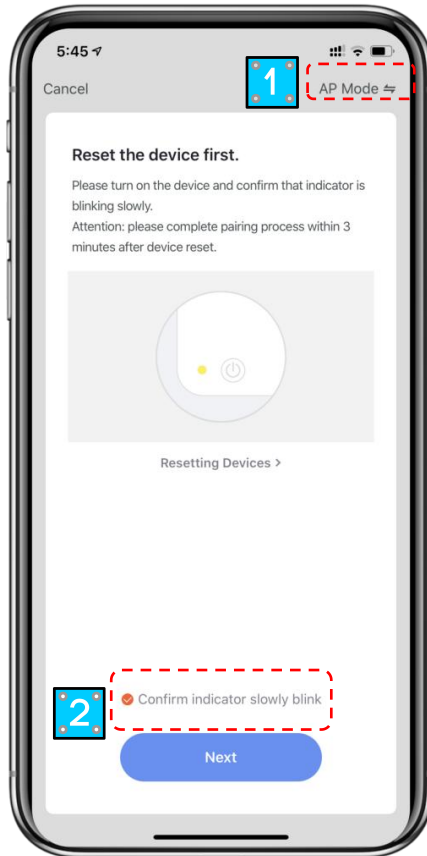 5:45
Cancel
1
AP Mode
Reset the device first.
Please turn on the device and confirm that indicator is
blinking slowly.
Attention: please complete pairing process within 3
minutes after device reset.
Resetting Devices >
2
Confirm indicator slowly blink
Next